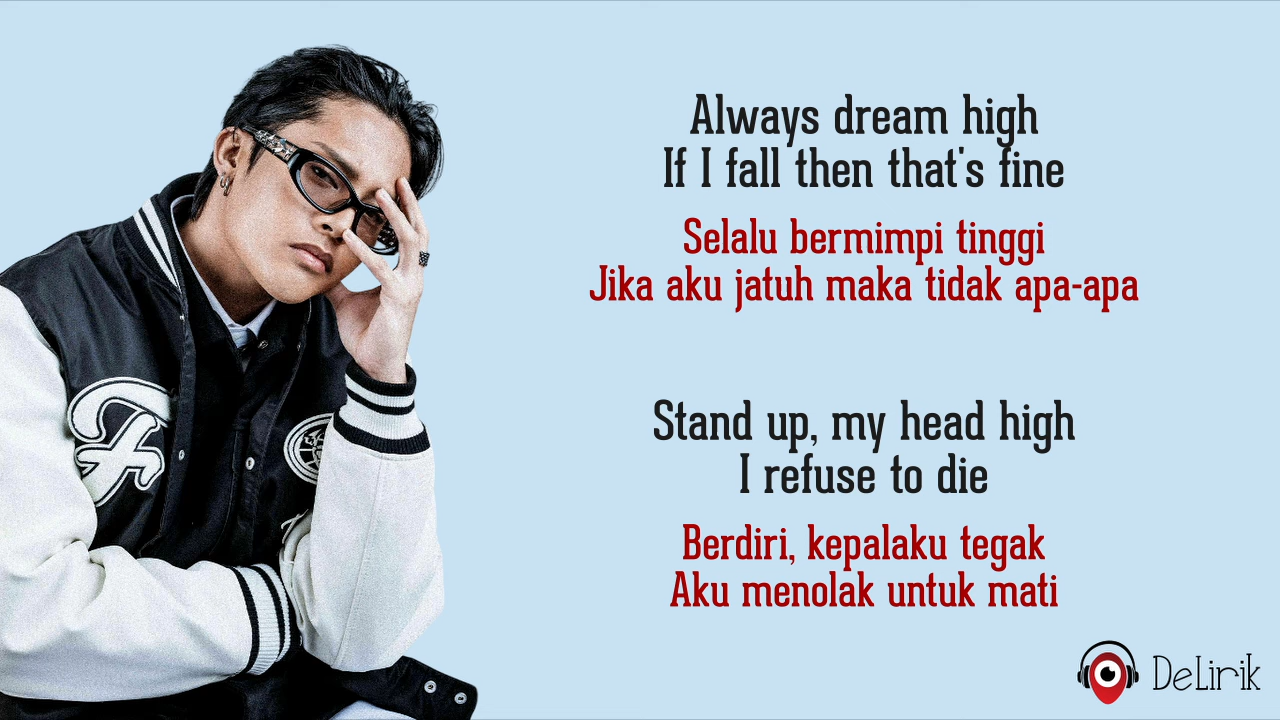 Always dream high
If I fall then that's fine
Selalu bermimpi tinggi
Jika aku jatuh maka tidak apa-apa
Stand up, my head high
I refuse to die
Berdiri, kepalaku tegak
Aku menolak untuk mati
DeLirik